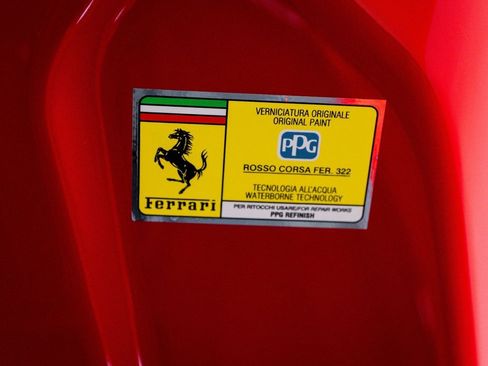 Ferrari
VERNICIATURA ORIGINALE
ORIGINAL PAINT
PPG
ROSSO CORSA FER. 322
TECNOLOGIA ALL'ACQUA
WATERBORNE TECHNOLOGY
PER RITOCCHI USARE/FOR REPAIR WORKS
PPG REFINISH